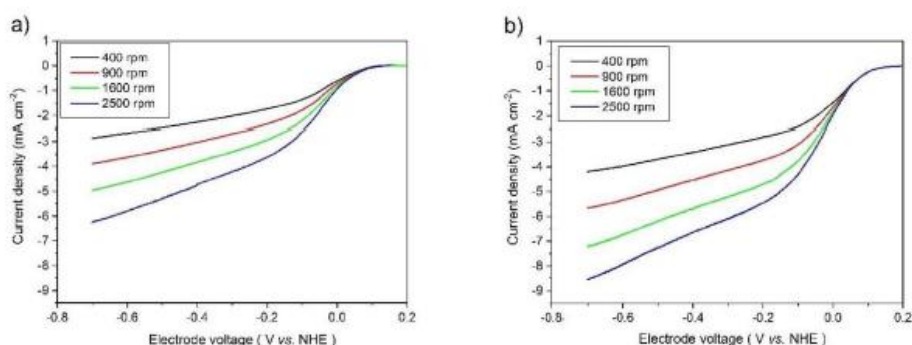 a)
1
0
-1
-2
-3
-4
-5
-6
-7
-8
-9
Current density (mA cm⁻²)
400 rpm
900 rpm
1600 rpm
2500 rpm
-0.8
-0.6
-0.4
-0.2
0.0
0.2
Electrode voltage ( V vs. NHE )
b)
1
0
-1
-2
-3
-4
-5
-6
-7
-8
-9
Current density (mA cm⁻²)
400 rpm
900 rpm
1600 rpm
2500 rpm
-0.8
-0.6
-0.4
-0.2
0.0
0.2
Electrode voltage ( V vs. NHE )